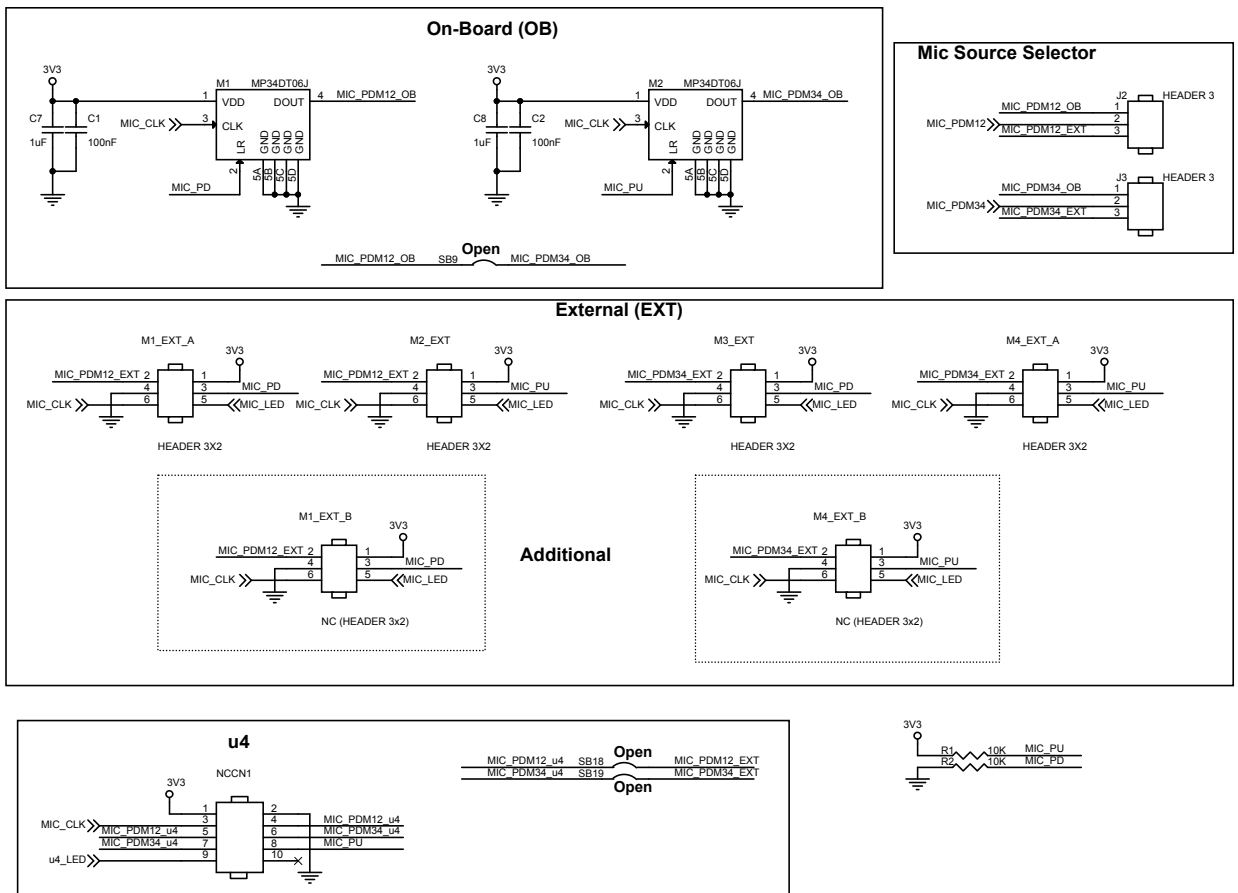 On-Board (OB)
3V3
M1 MP34DT06J
1 VDD DOUT 4 MIC_PDM12_OB
C7 C1
MIC_CLK 3 CLK
1uF 100nF
LR GND GND GND GND
2 5A 5B 5C 5D
MIC_PD
3V3
M2 MP34DT06J
1 VDD DOUT 4 MIC_PDM34_OB
C8 C2
MIC_CLK 3 CLK
1uF 100nF
LR GND GND GND GND
2 5A 5B 5C 5D
MIC_PU
Open
MIC_PDM12_OB SB9 MIC_PDM34_OB
Mic Source Selector
J2 HEADER 3
MIC_PDM12_OB 1
MIC_PDM12 2
MIC_PDM12_EXT 3
J3 HEADER 3
MIC_PDM34_OB 1
MIC_PDM34 2
MIC_PDM34_EXT 3
External (EXT)
M1_EXT_A
3V3
MIC_PDM12_EXT 2 1
4 3 MIC_PD
MIC_CLK 6 5 MIC_LED
HEADER 3X2
M2_EXT
3V3
MIC_PDM12_EXT 2 1
4 3 MIC_PU
MIC_CLK 6 5 MIC_LED
HEADER 3X2
M3_EXT
3V3
MIC_PDM34_EXT 2 1
4 3 MIC_PD
MIC_CLK 6 5 MIC_LED
HEADER 3X2
M4_EXT_A
3V3
MIC_PDM34_EXT 2 1
4 3 MIC_PU
MIC_CLK 6 5 MIC_LED
HEADER 3X2
M1_EXT_B
3V3
MIC_PDM12_EXT 2 1
4 3 MIC_PD
MIC_CLK 6 5 MIC_LED
NC (HEADER 3x2)
Additional
M4_EXT_B
3V3
MIC_PDM34_EXT 2 1
4 3 MIC_PU
MIC_CLK 6 5 MIC_LED
NC (HEADER 3x2)
u4
NCCN1
3V3
1 2
MIC_CLK 3 4 MIC_PDM12_u4
MIC_PDM12_u4 5 6 MIC_PDM34_u4
MIC_PDM34_u4 7 8 MIC_PU
u4_LED 9 10
Open
MIC_PDM12_u4 SB18 MIC_PDM12_EXT
MIC_PDM34_u4 SB19 MIC_PDM34_EXT
Open
3V3
R1 10K MIC_PU
R2 10K MIC_PD